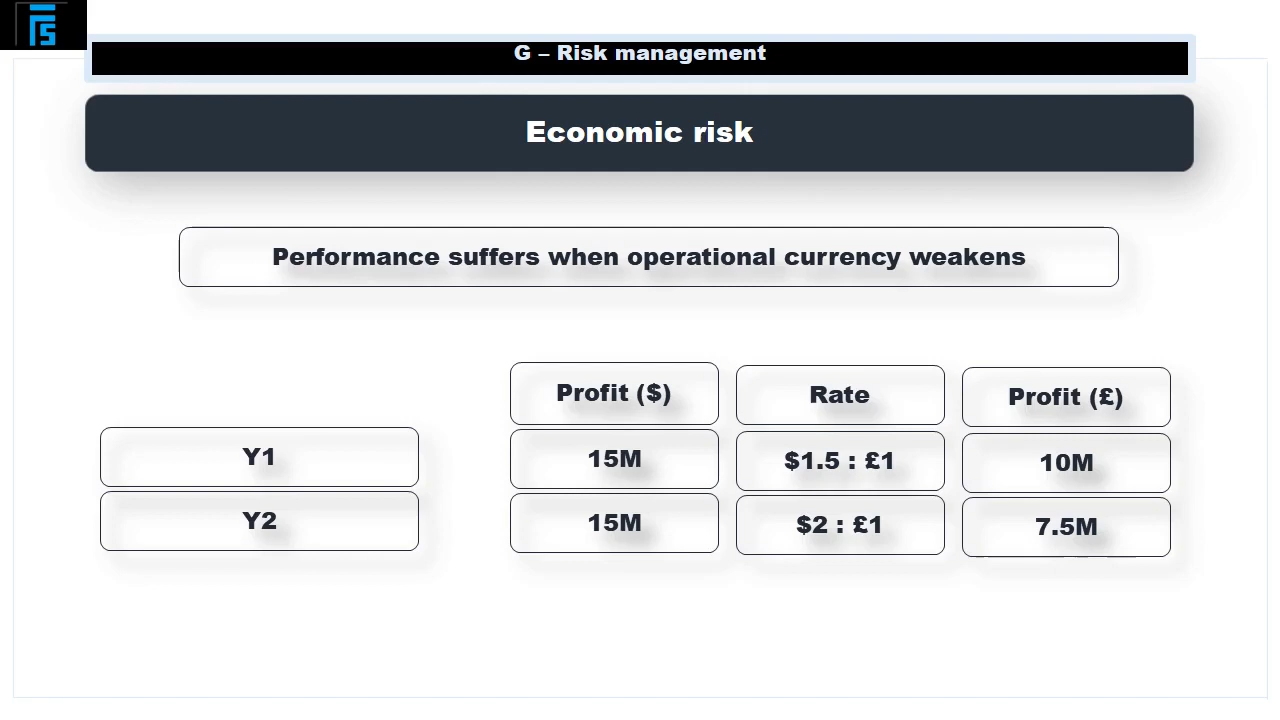 FS
G – Risk management
Economic risk
Performance suffers when operational currency weakens
Profit ($) Rate Profit (£)
Y1 15M $1.5 : £1 10M
Y2 15M $2 : £1 7.5M